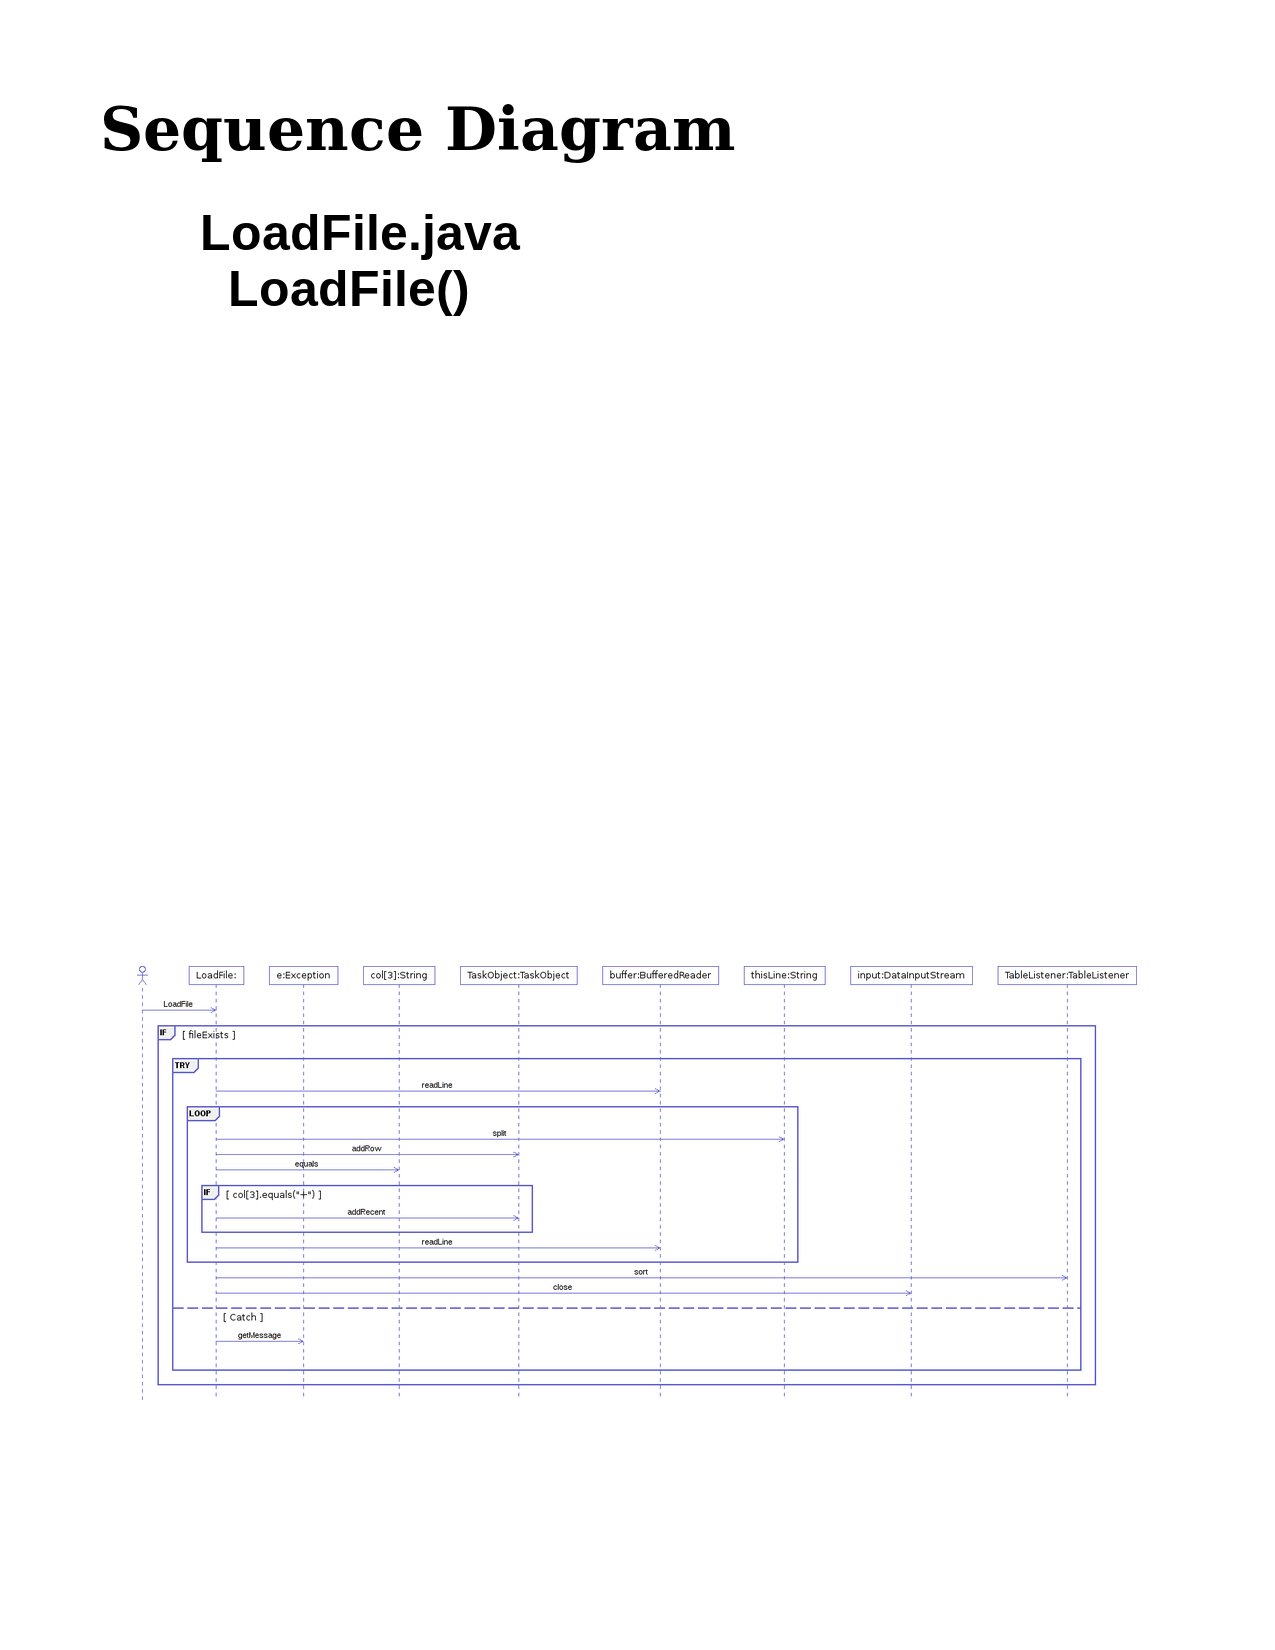 Sequence Diagram
LoadFile.java
LoadFile()
LoadFile: e:Exception col[3]:String TaskObject:TaskObject buffer:BufferedReader thisLine:String input:DataInputStream TableListener:TableListener
LoadFile
IF [ fileExists ]
TRY
readLine
LOOP
split
addRow
equals
IF [ col[3].equals("+") ]
addRecent
readLine
sort
close
[ Catch ]
getMessage